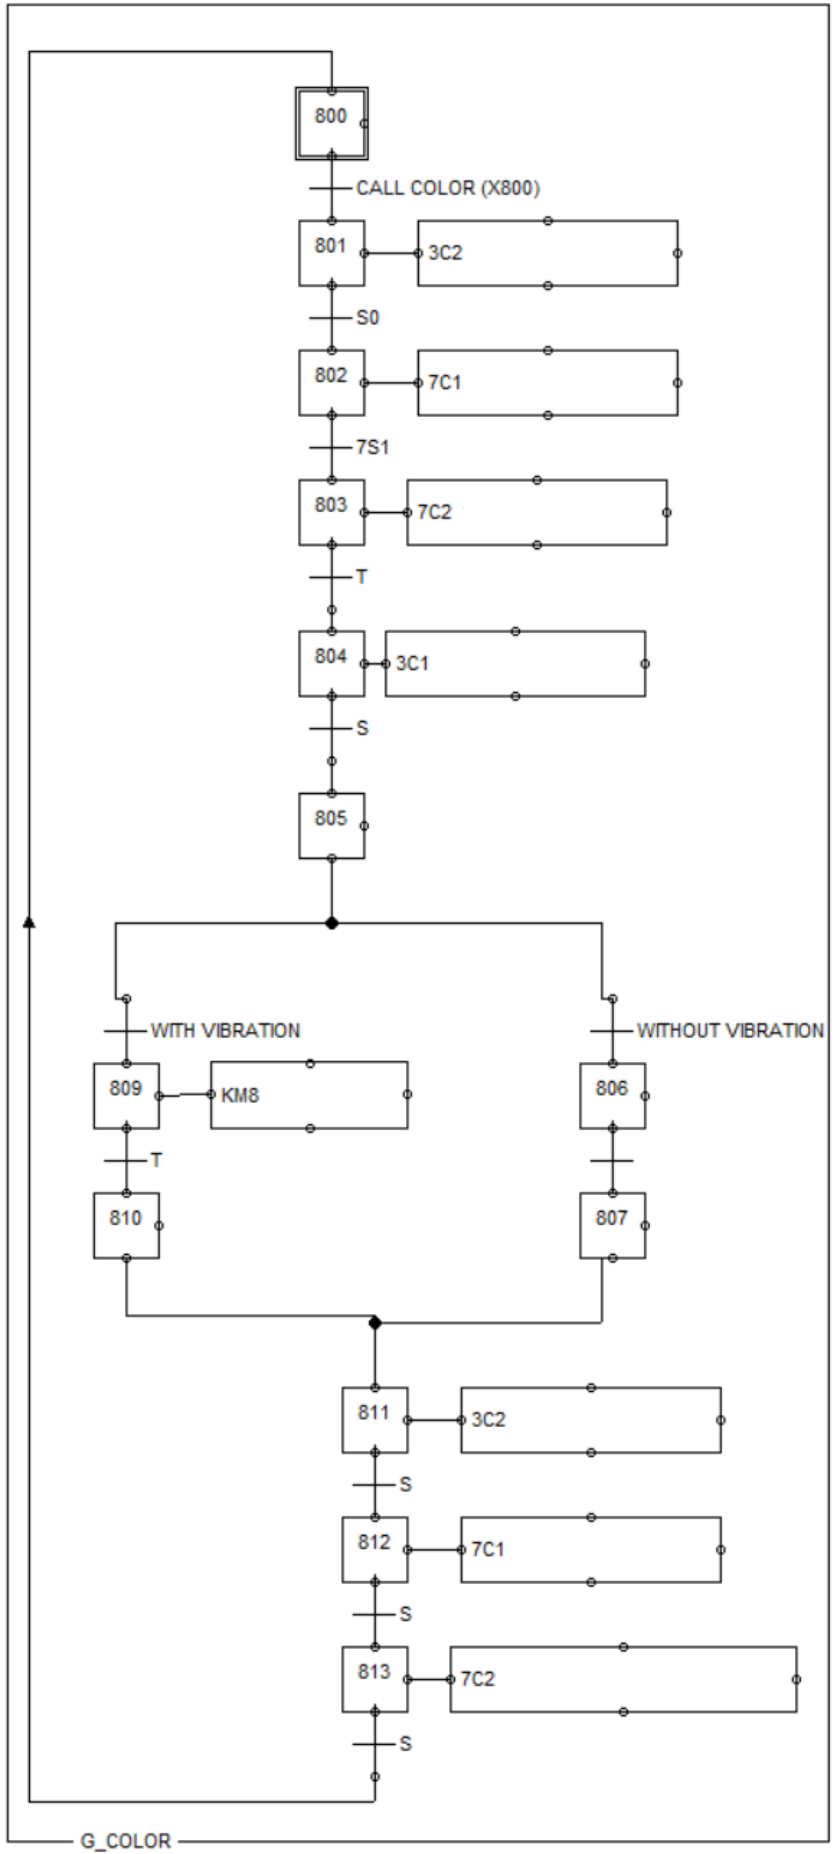 800
CALL COLOR (X800)
801
3C2
S0
802
7C1
7S1
803
7C2
T
804
3C1
S
805
WITH VIBRATION
WITHOUT VIBRATION
809
KM8
806
T
810
807
811
3C2
S
812
7C1
S
813
7C2
S
G_COLOR